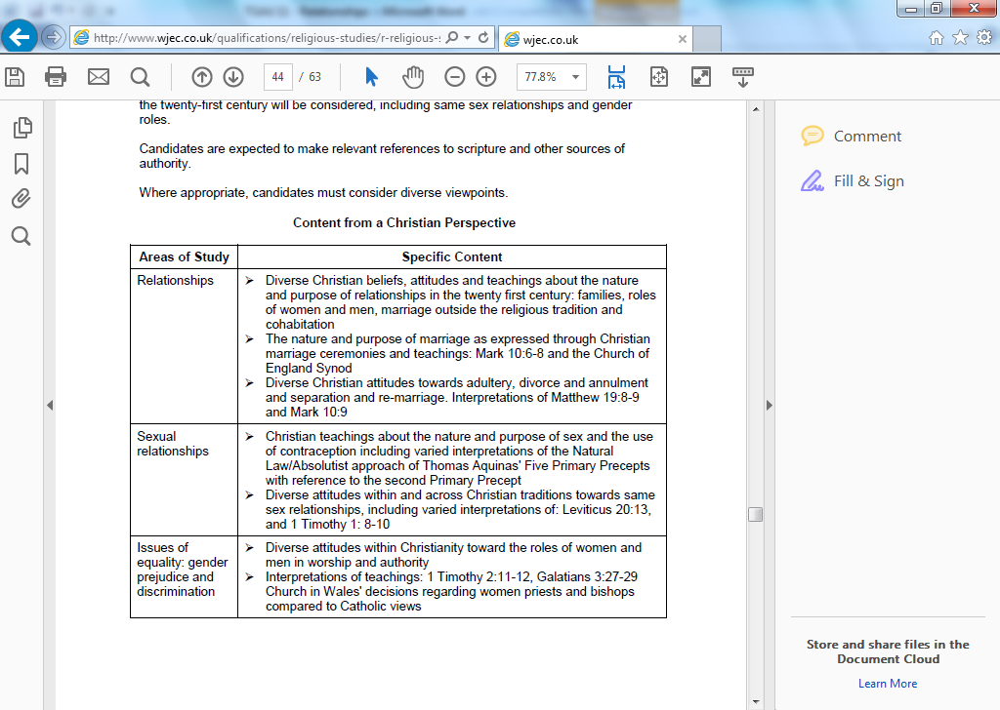 http://www.wjec.co.uk/qualifications/religious-studies/r-religious-:
wjec.co.uk
44 / 63
77.8%
the twenty-first century will be considered, including same sex relationships and gender
roles.
Candidates are expected to make relevant references to scripture and other sources of
authority.
Where appropriate, candidates must consider diverse viewpoints.
Content from a Christian Perspective
Areas of Study
Specific Content
Relationships
➢ Diverse Christian beliefs, attitudes and teachings about the nature
and purpose of relationships in the twenty first century: families, roles
of women and men, marriage outside the religious tradition and
cohabitation
➢ The nature and purpose of marriage as expressed through Christian
marriage ceremonies and teachings: Mark 10:6-8 and the Church of
England Synod
➢ Diverse Christian attitudes towards adultery, divorce and annulment
and separation and re-marriage. Interpretations of Matthew 19:8-9
and Mark 10:9
Sexual
relationships
➢ Christian teachings about the nature and purpose of sex and the use
of contraception including varied interpretations of the Natural
Law/Absolutist approach of Thomas Aquinas' Five Primary Precepts
with reference to the second Primary Precept
➢ Diverse attitudes within and across Christian traditions towards same
sex relationships, including varied interpretations of: Leviticus 20:13,
and 1 Timothy 1: 8-10
Issues of
equality: gender
prejudice and
discrimination
➢ Diverse attitudes within Christianity toward the roles of women and
men in worship and authority
➢ Interpretations of teachings: 1 Timothy 2:11-12, Galatians 3:27-29
Church in Wales' decisions regarding women priests and bishops
compared to Catholic views
Comment
Fill & Sign
Store and share files in the
Document Cloud
Learn More